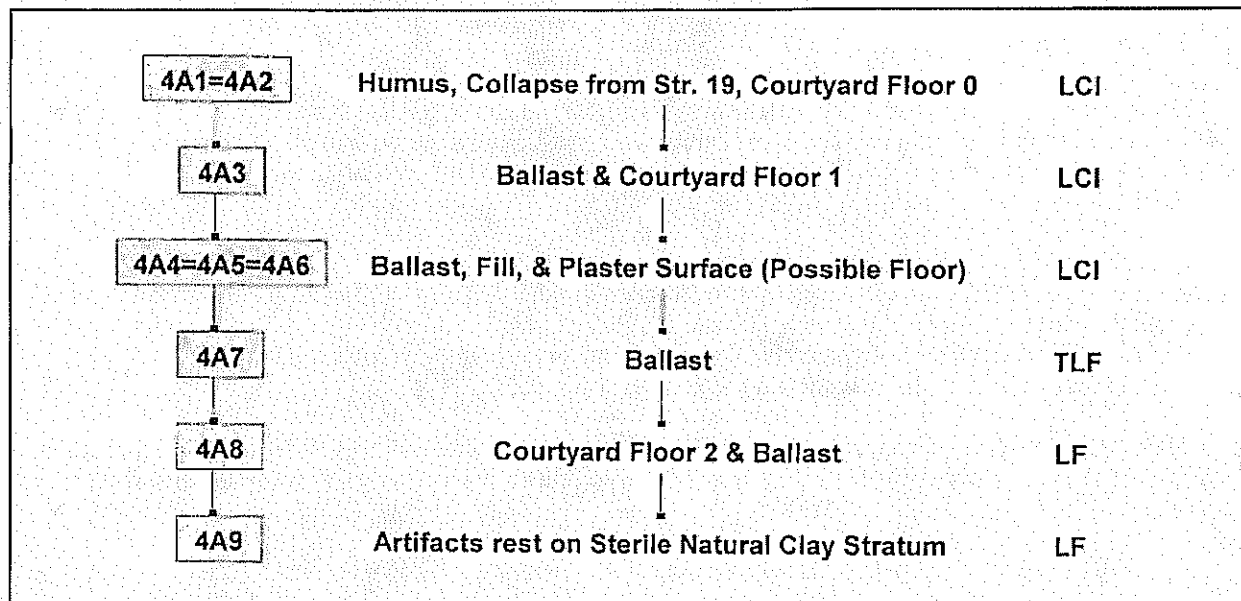 4A1=4A2 Humus, Collapse from Str. 19, Courtyard Floor 0 LCI
4A3 Ballast & Courtyard Floor 1 LCI
4A4=4A5=4A6 Ballast, Fill, & Plaster Surface (Possible Floor) LCI
4A7 Ballast TLF
4A8 Courtyard Floor 2 & Ballast LF
4A9 Artifacts rest on Sterile Natural Clay Stratum LF